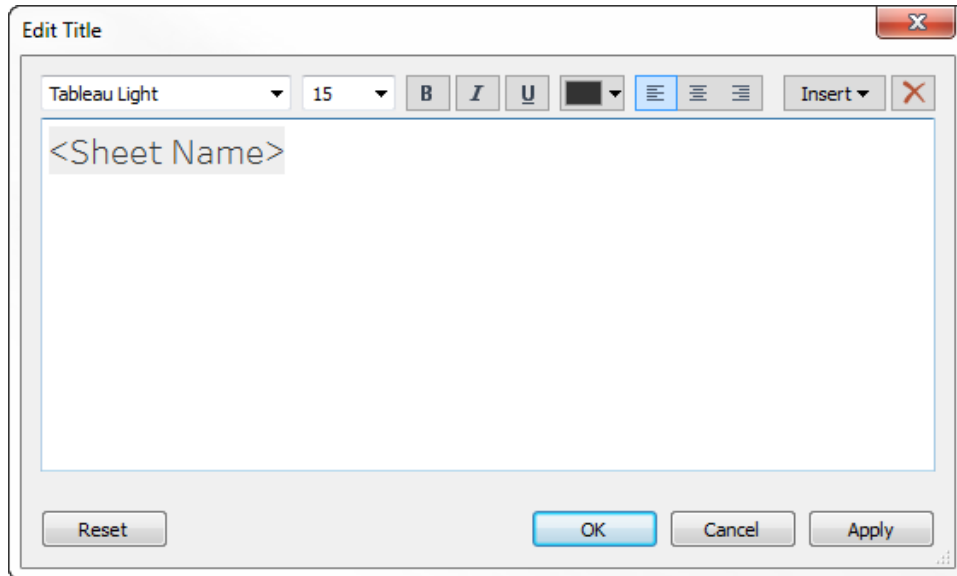 Edit Title
Tableau Light 15 B I U Insert
<Sheet Name>
Reset OK Cancel Apply